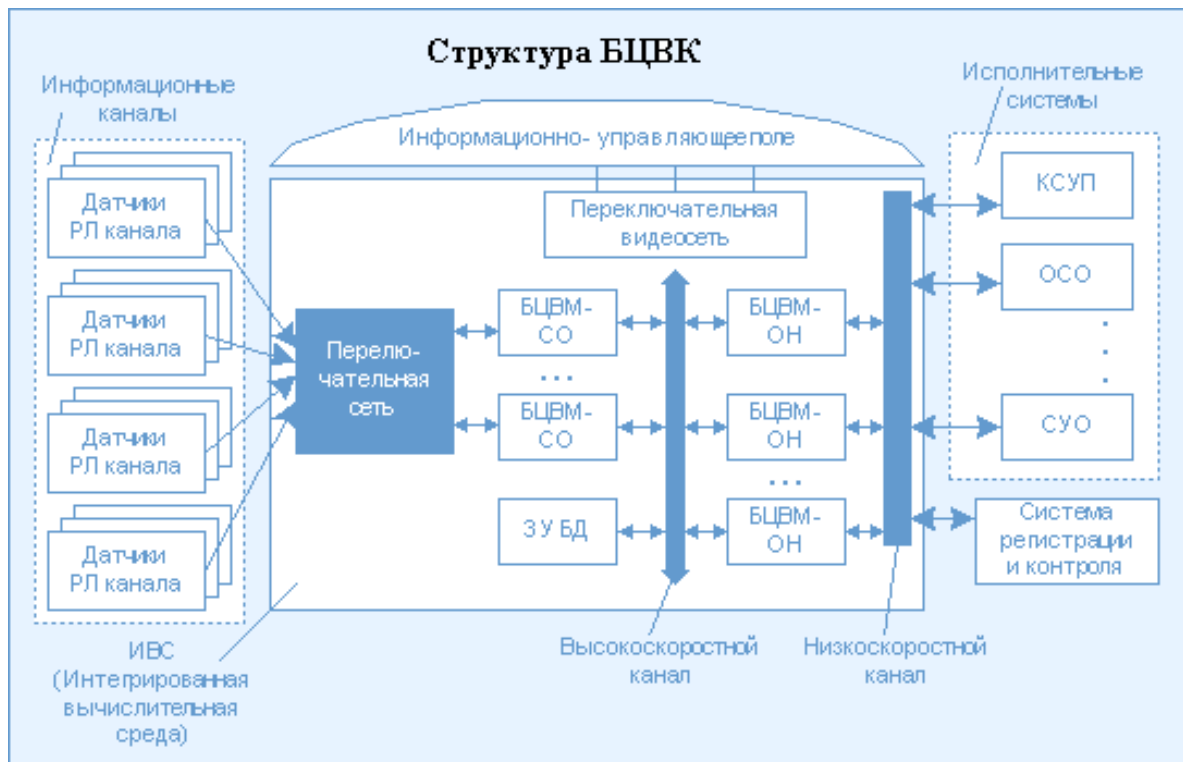 Структура БЦВК
Информационные
каналы
Исполнительные
системы
Информационно- управляющее поле
Датчики
РЛ канала
Датчики
РЛ канала
Датчики
РЛ канала
Датчики
РЛ канала
Переключательная
видеосеть
Перелю-
чательная
сеть
БЦВМ-
СО
...
БЦВМ-
СО
ЗУ БД
БЦВМ-
ОН
БЦВМ-
ОН
...
БЦВМ-
ОН
КСУП
ОСО
СУО
Система
регистрации
и контроля
ИВС
(Интегрированная
вычислительная
среда)
Высокоскоростной
канал
Низкоскоростной
канал